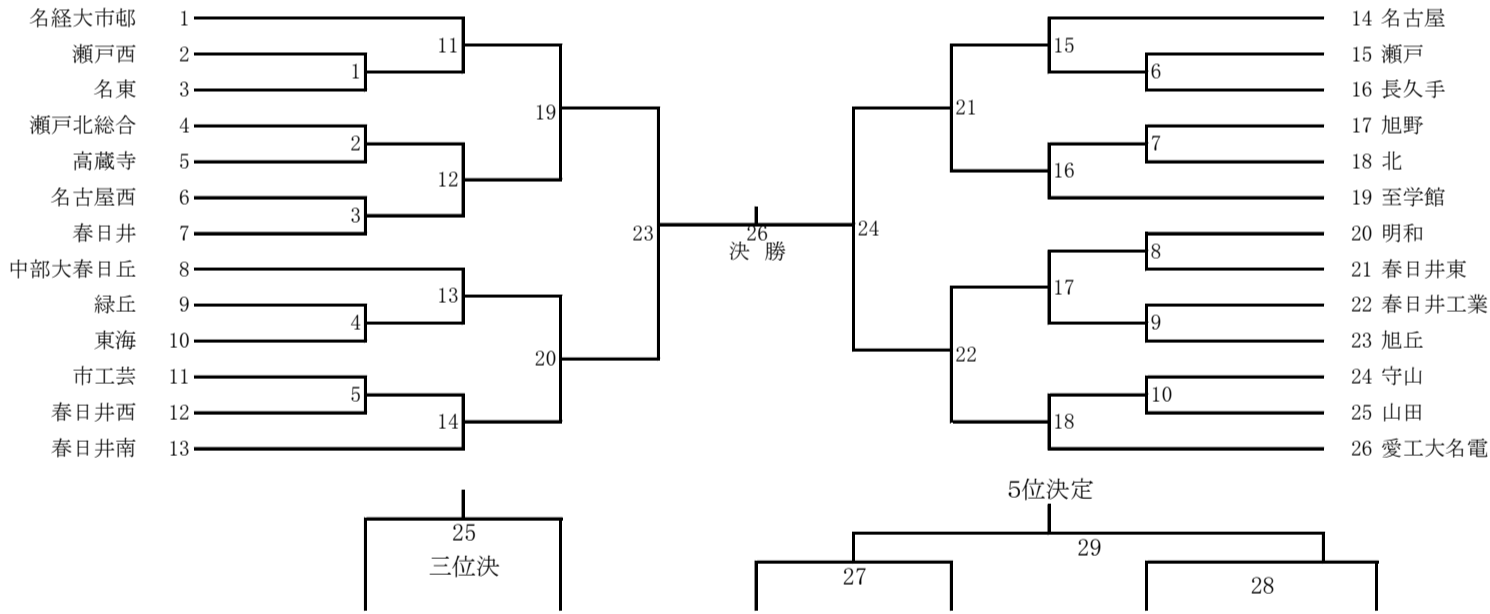 名経大市邨 1
瀬戸西 2
名東 3
瀬戸北総合 4
高蔵寺 5
名古屋西 6
春日井 7
中部大春日丘 8
緑丘 9
東海 10
市工芸 11
春日井西 12
春日井南 13
1
2
3
4
5
11
12
13
14
19
20
23
26
決 勝
24
21
22
15
16
17
18
6
7
8
9
10
14 名古屋
15 瀬戸
16 長久手
17 旭野
18 北
19 至学館
20 明和
21 春日井東
22 春日井工業
23 旭丘
24 守山
25 山田
26 愛工大名電
25
三位決
5位決定
29
27
28